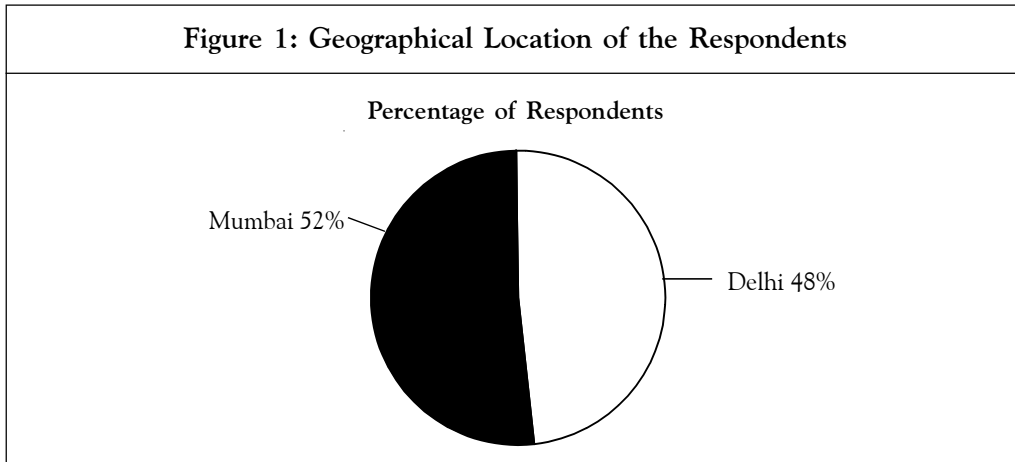 Figure 1: Geographical Location of the Respondents
Percentage of Respondents
Mumbai 52%
Delhi 48%